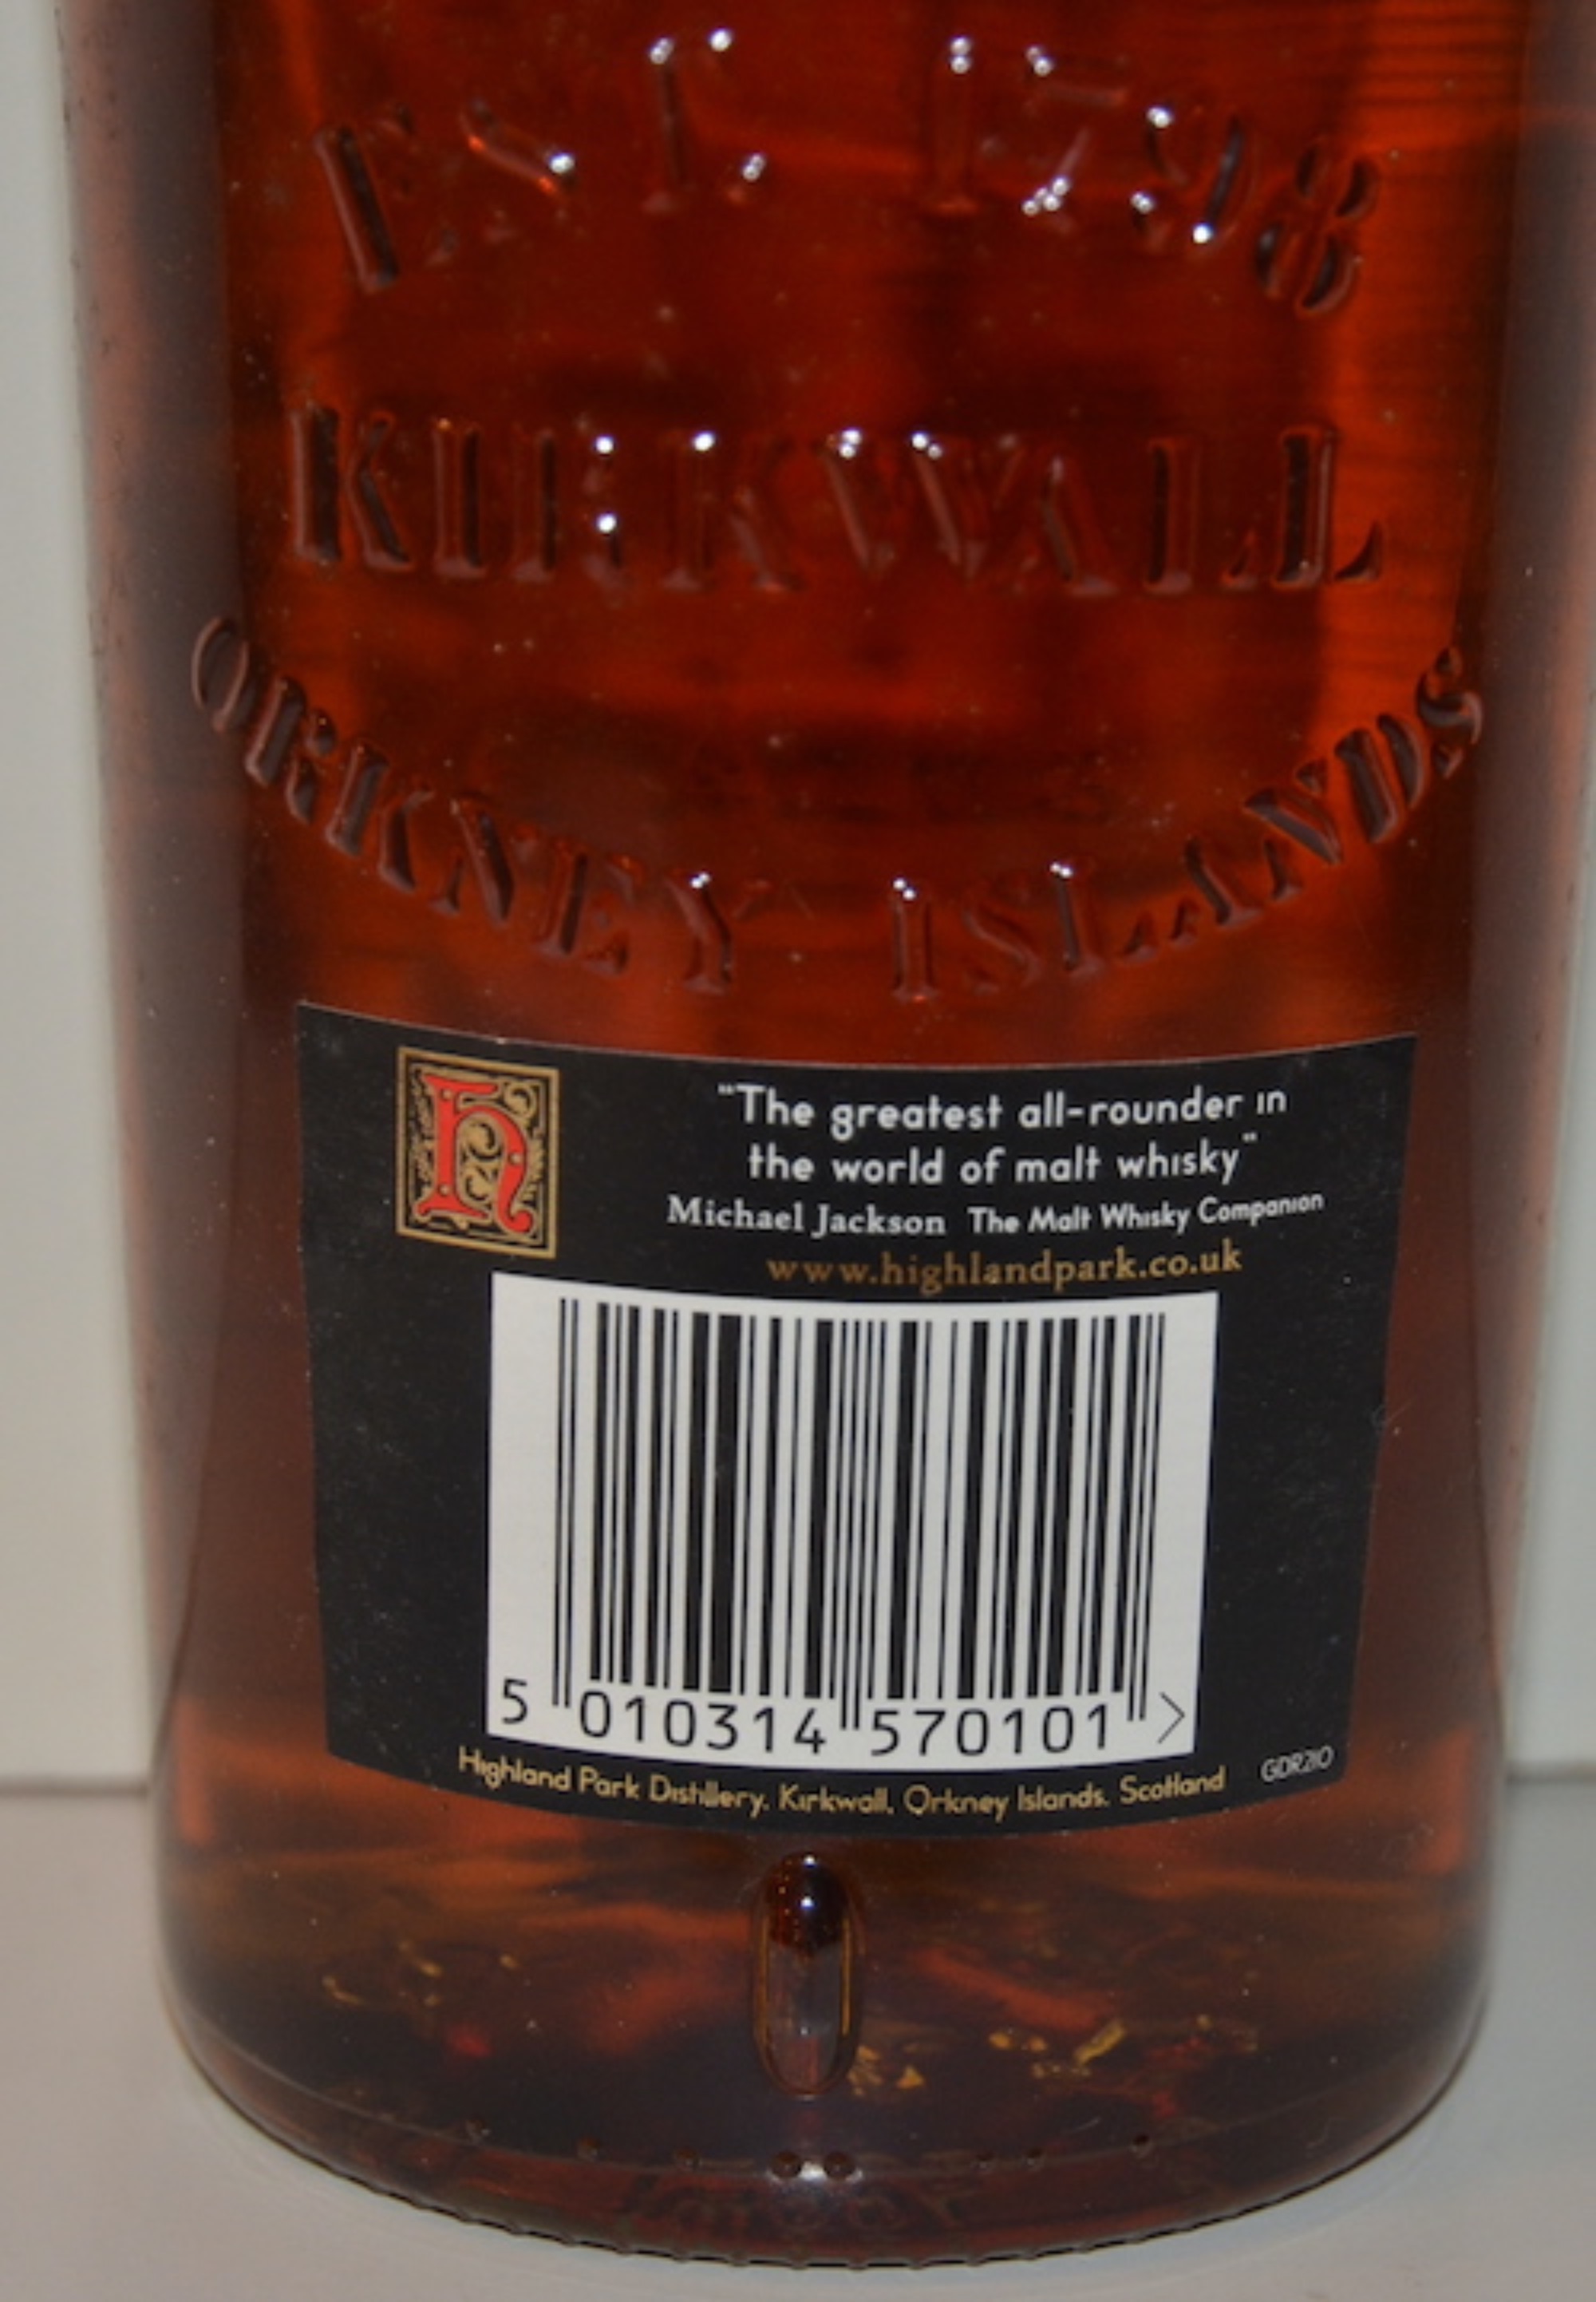 EST. 1798
KIRKWALL
ORKNEY ISLANDS
H
"The greatest all-rounder in
the world of malt whisky"
Michael Jackson The Malt Whisky Companion
www.highlandpark.co.uk
5 010314 570101 >
Highland Park Distillery, Kirkwall, Orkney Islands, Scotland
GDR210